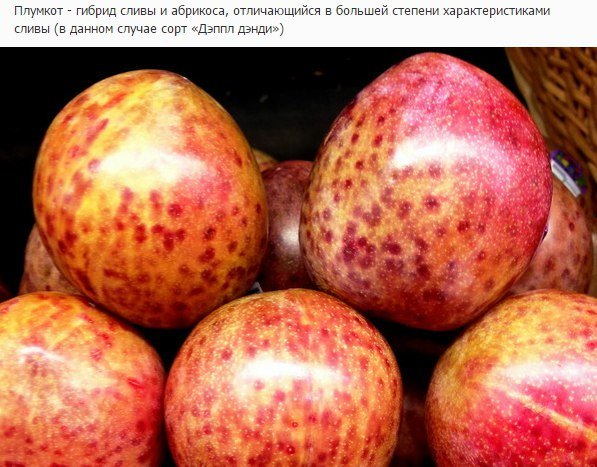 Плумкот - гибрид сливы и абрикоса, отличающийся в большей степени характеристиками
сливы (в данном случае сорт «Дэппл дэнди»)